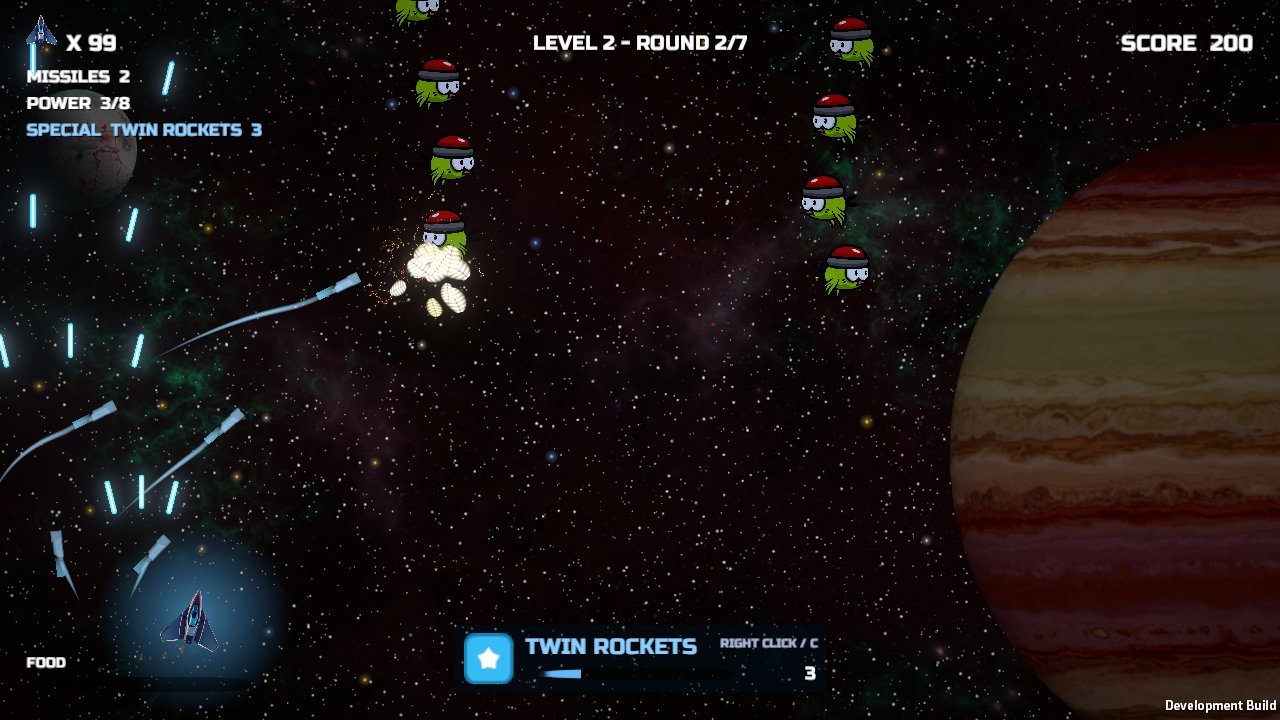 X 99
LEVEL 2 - ROUND 2/7
SCORE 200
MISSILES 2
POWER 3/8
SPECIAL TWIN ROCKETS 3
TWIN ROCKETS
RIGHT CLICK / C
3
FOOD
Development Build